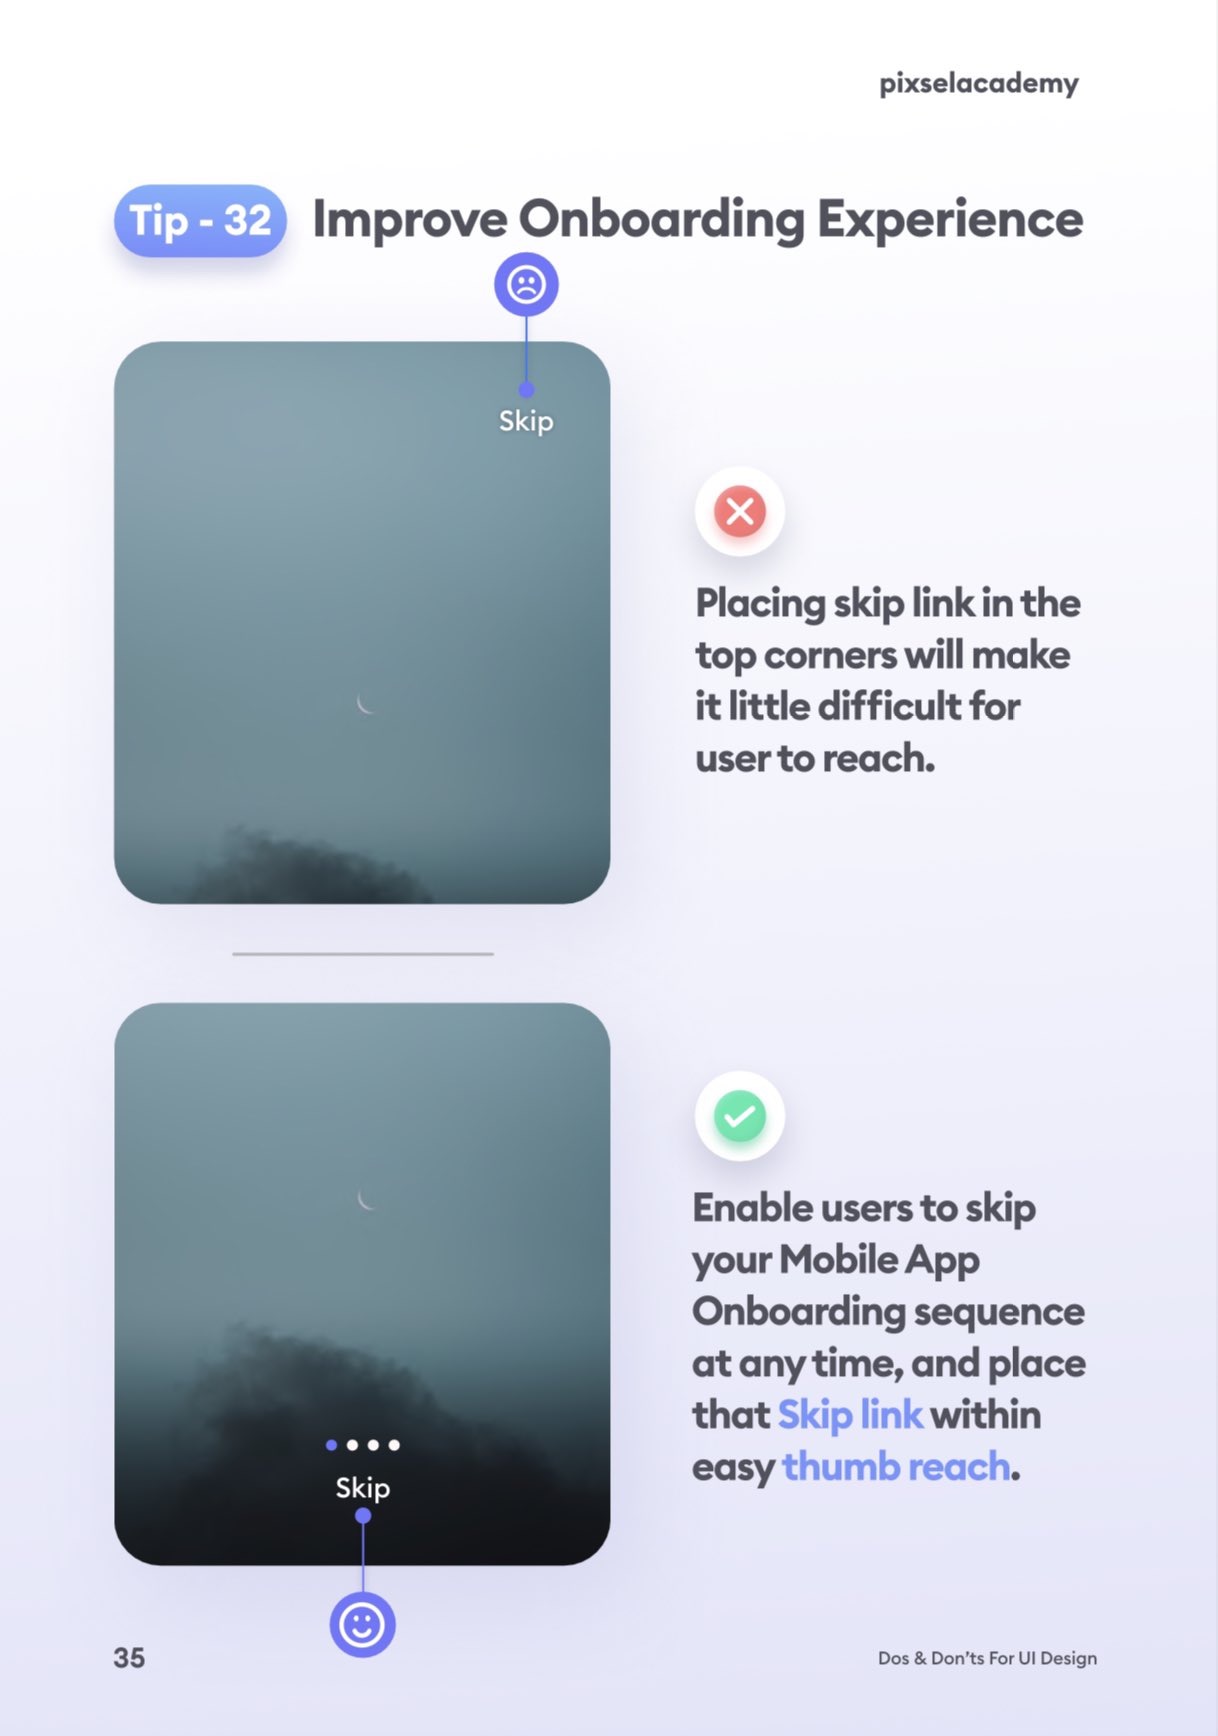 pixselacademy
Tip - 32
Improve Onboarding Experience
Skip
Placing skip link in the
top corners will make
it little difficult for
user to reach.
Enable users to skip
your Mobile App
Onboarding sequence
at any time, and place
that Skip link within
easy thumb reach.
Skip
35
Dos & Don'ts For UI Design